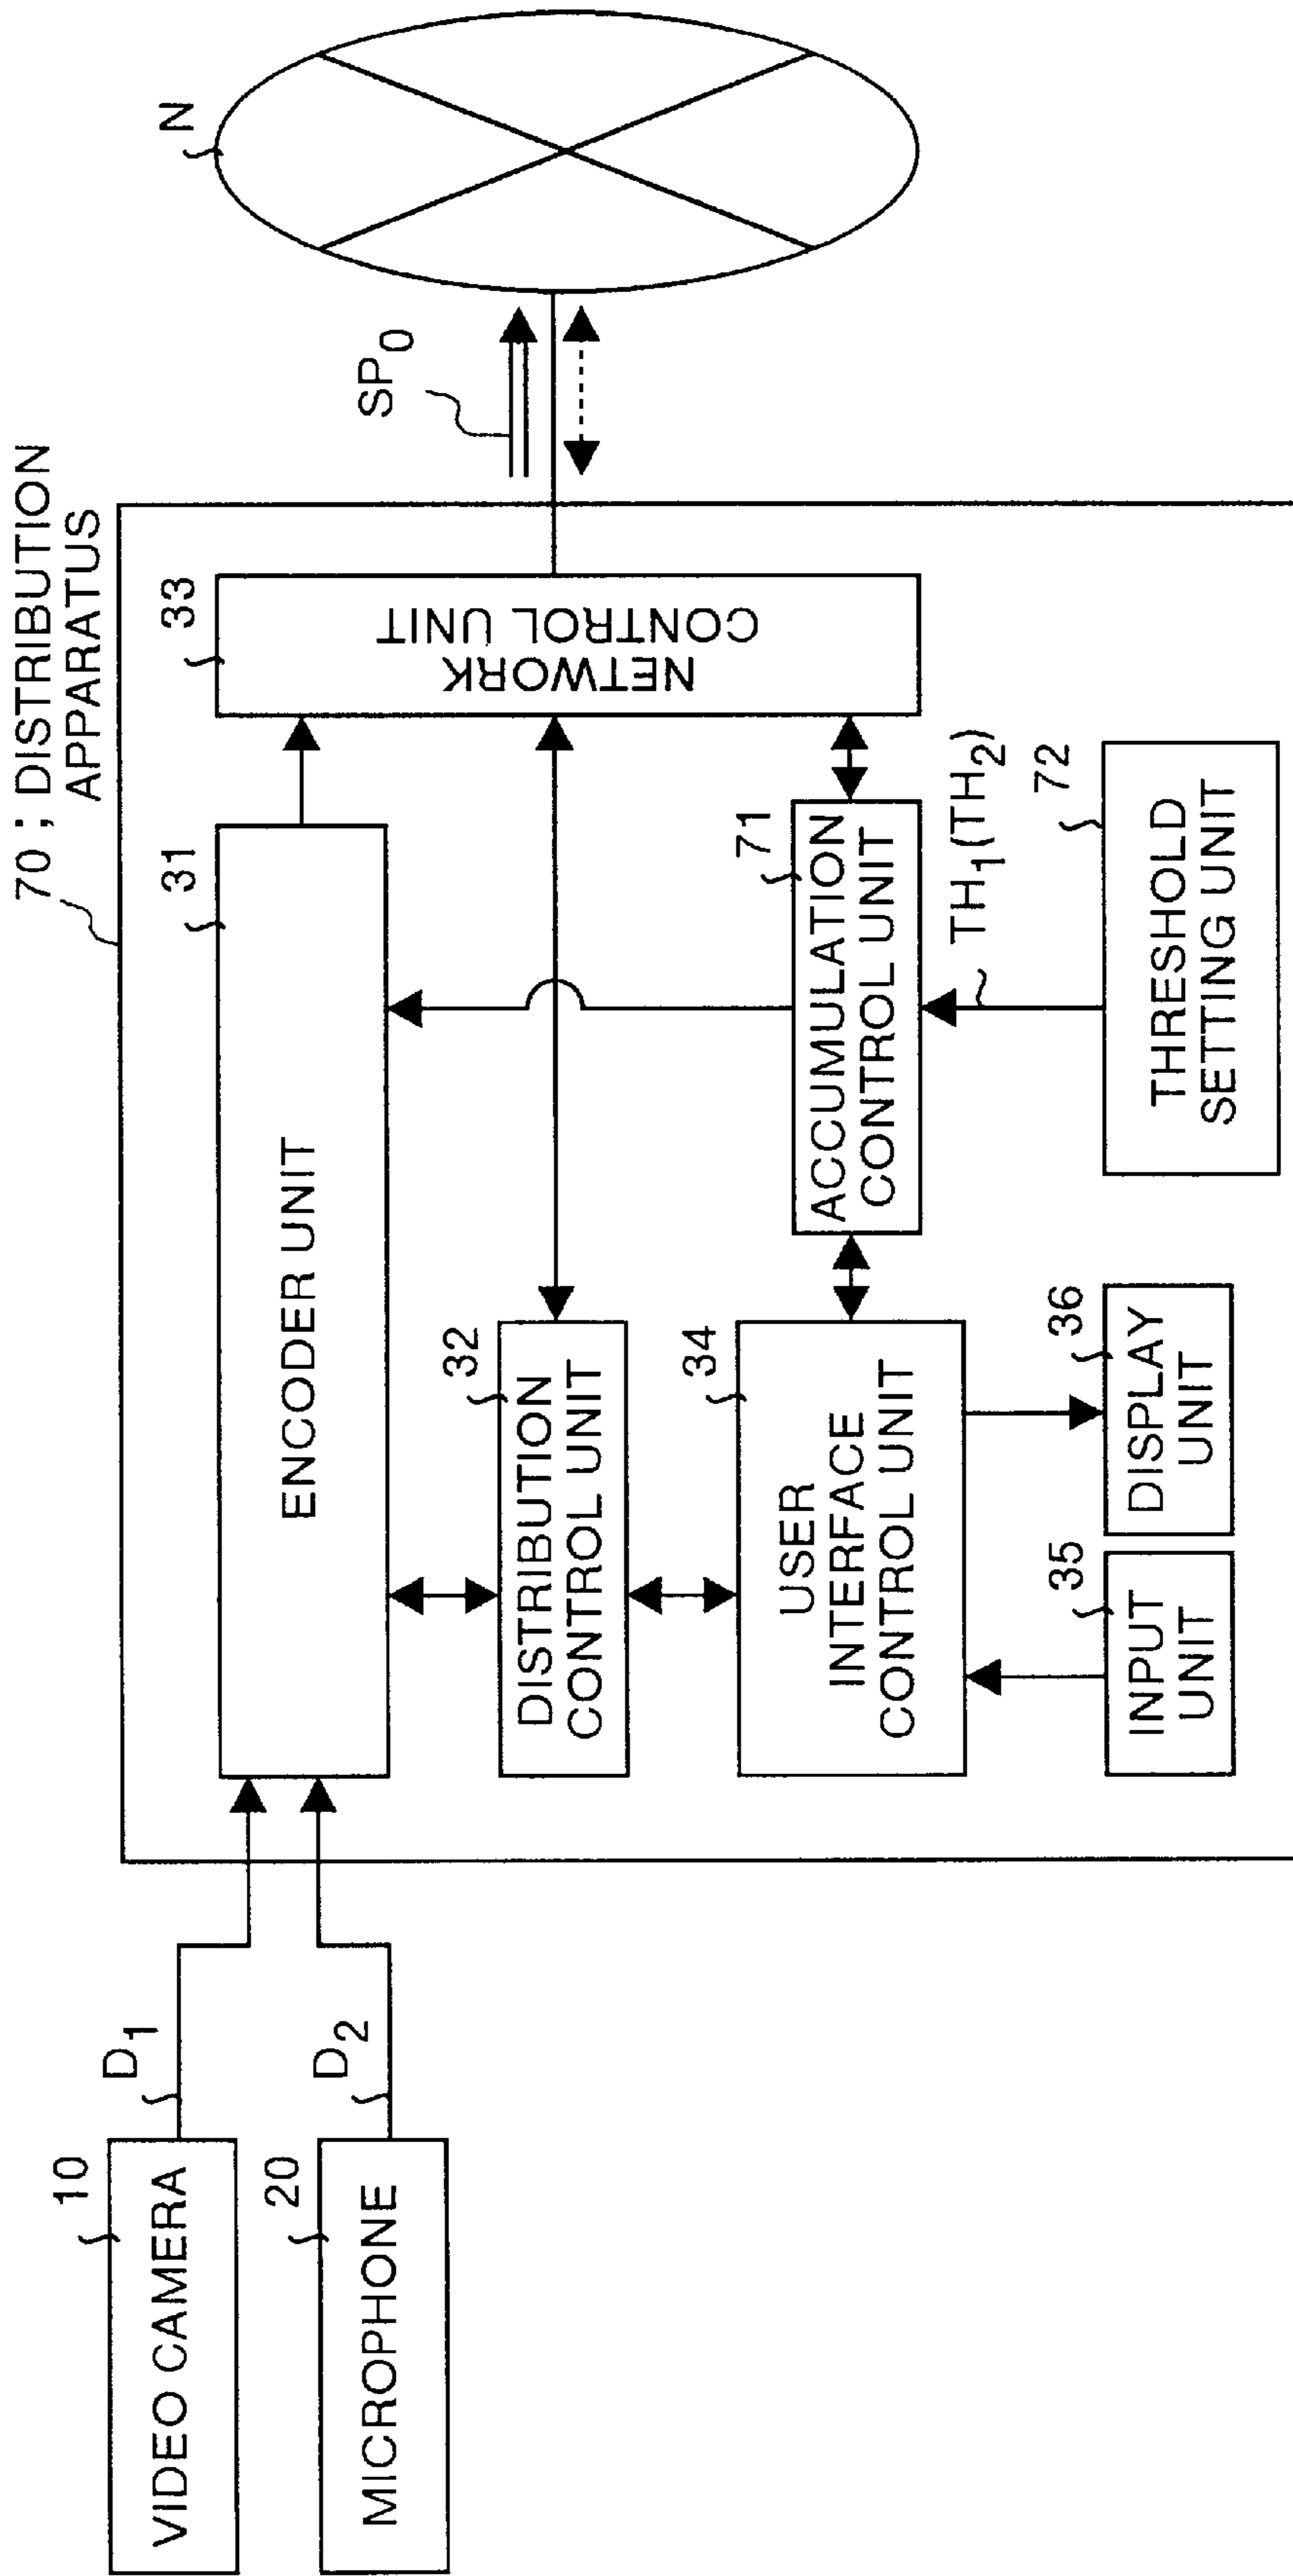 70 ; DISTRIBUTION
APPARATUS
10
VIDEO CAMERA
D1
20
MICROPHONE
D2
31
ENCODER UNIT
32
DISTRIBUTION
CONTROL UNIT
33
NETWORK
CONTROL UNIT
SP0
N
34
USER
INTERFACE
CONTROL UNIT
71
ACCUMULATION
CONTROL UNIT
TH1(TH2)
35
INPUT
UNIT
36
DISPLAY
UNIT
72
THRESHOLD
SETTING UNIT